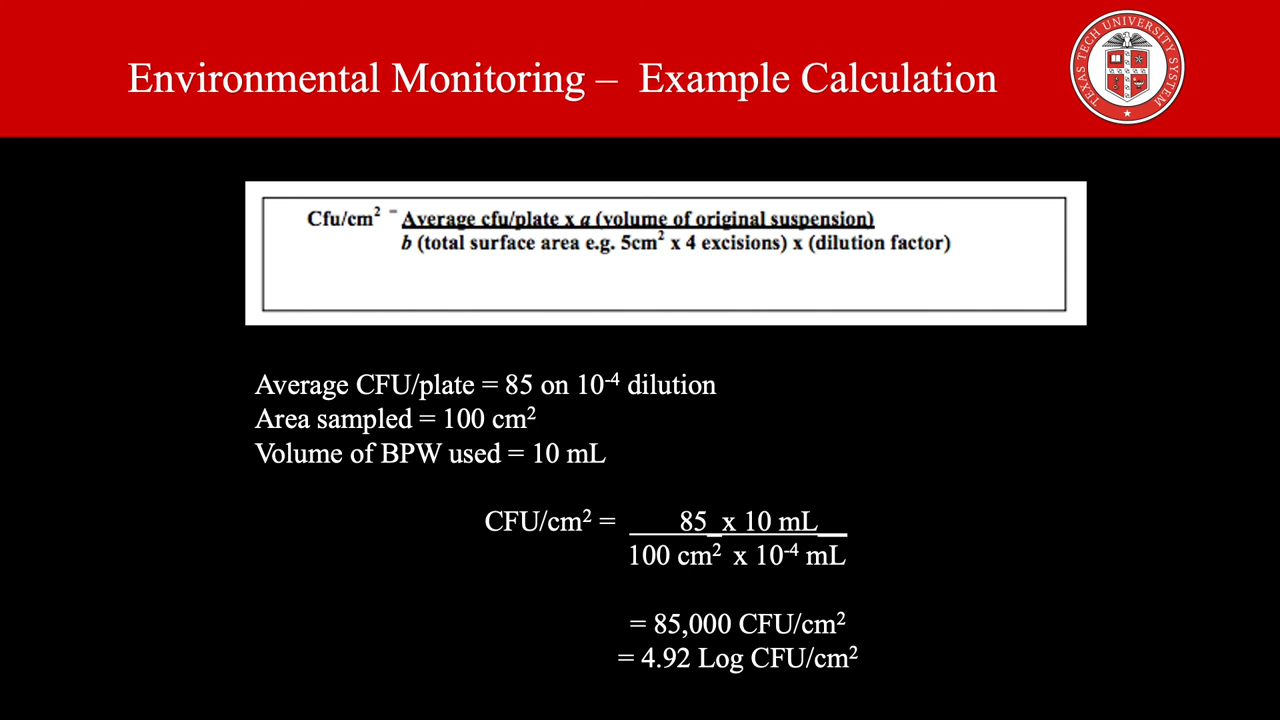 Environmental Monitoring – Example Calculation
TEXAS TECH UNIVERSITY SYSTEM
Cfu/cm² = Average cfu/plate x a (volume of original suspension)
b (total surface area e.g. 5cm² x 4 excisions) x (dilution factor)
Average CFU/plate = 85 on 10⁻⁴ dilution
Area sampled = 100 cm²
Volume of BPW used = 10 mL
CFU/cm² = 85_x 10 mL__
100 cm² x 10⁻⁴ mL
= 85,000 CFU/cm²
= 4.92 Log CFU/cm²